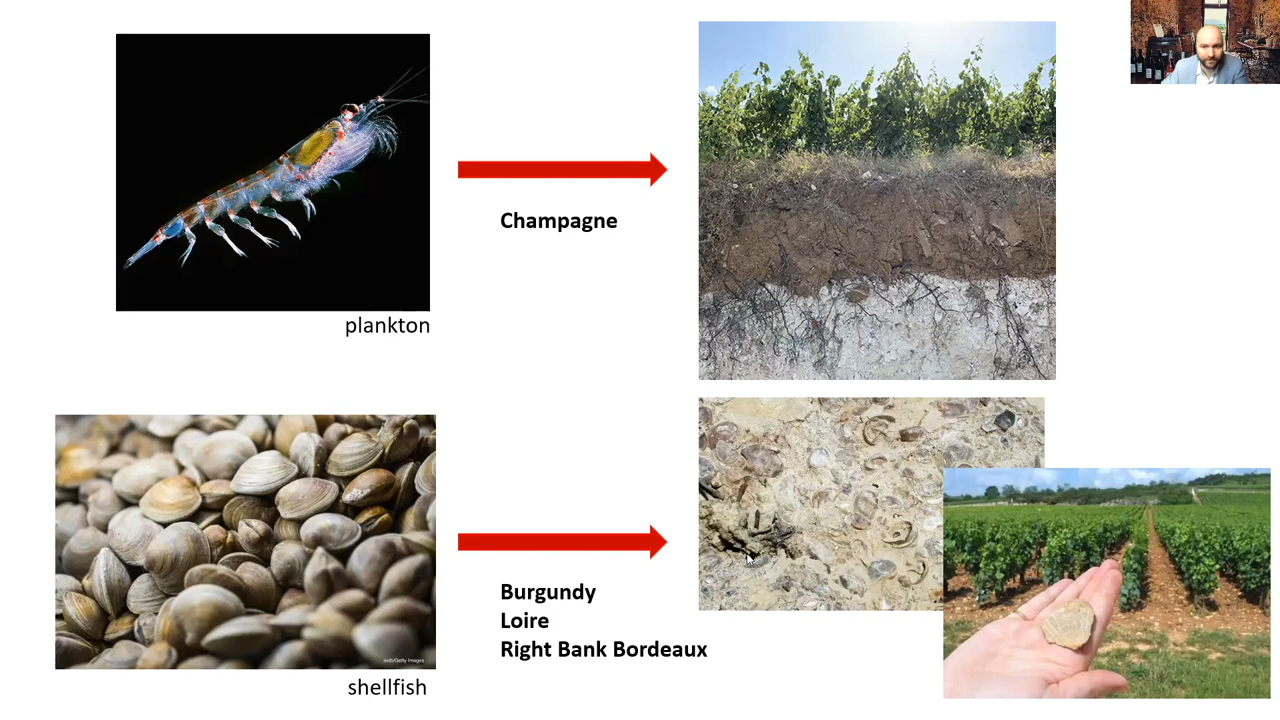 Champagne
plankton
Burgundy
Loire
Right Bank Bordeaux
shellfish